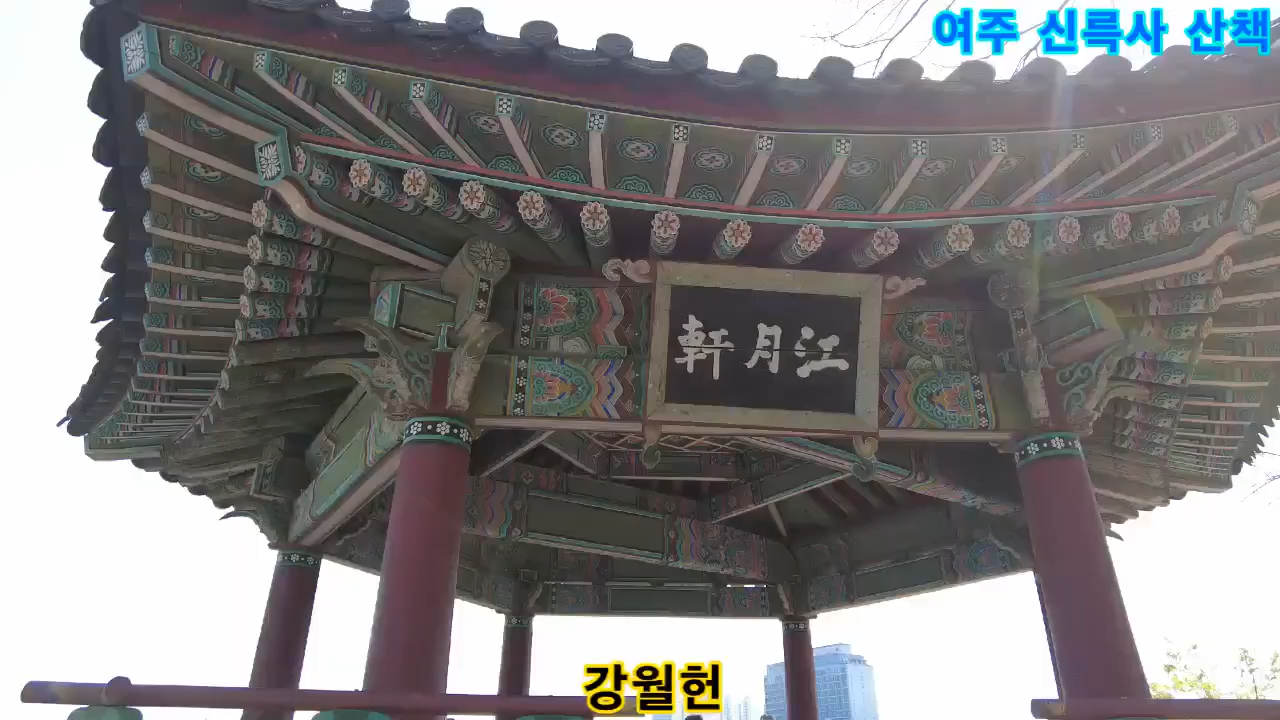 여주 신륵사 산책
軒月江
강월헌